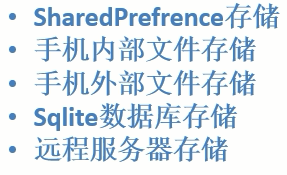 • SharedPrefrence存储
• 手机内部文件存储
• 手机外部文件存储
• Sqlite数据库存储
• 远程服务器存储